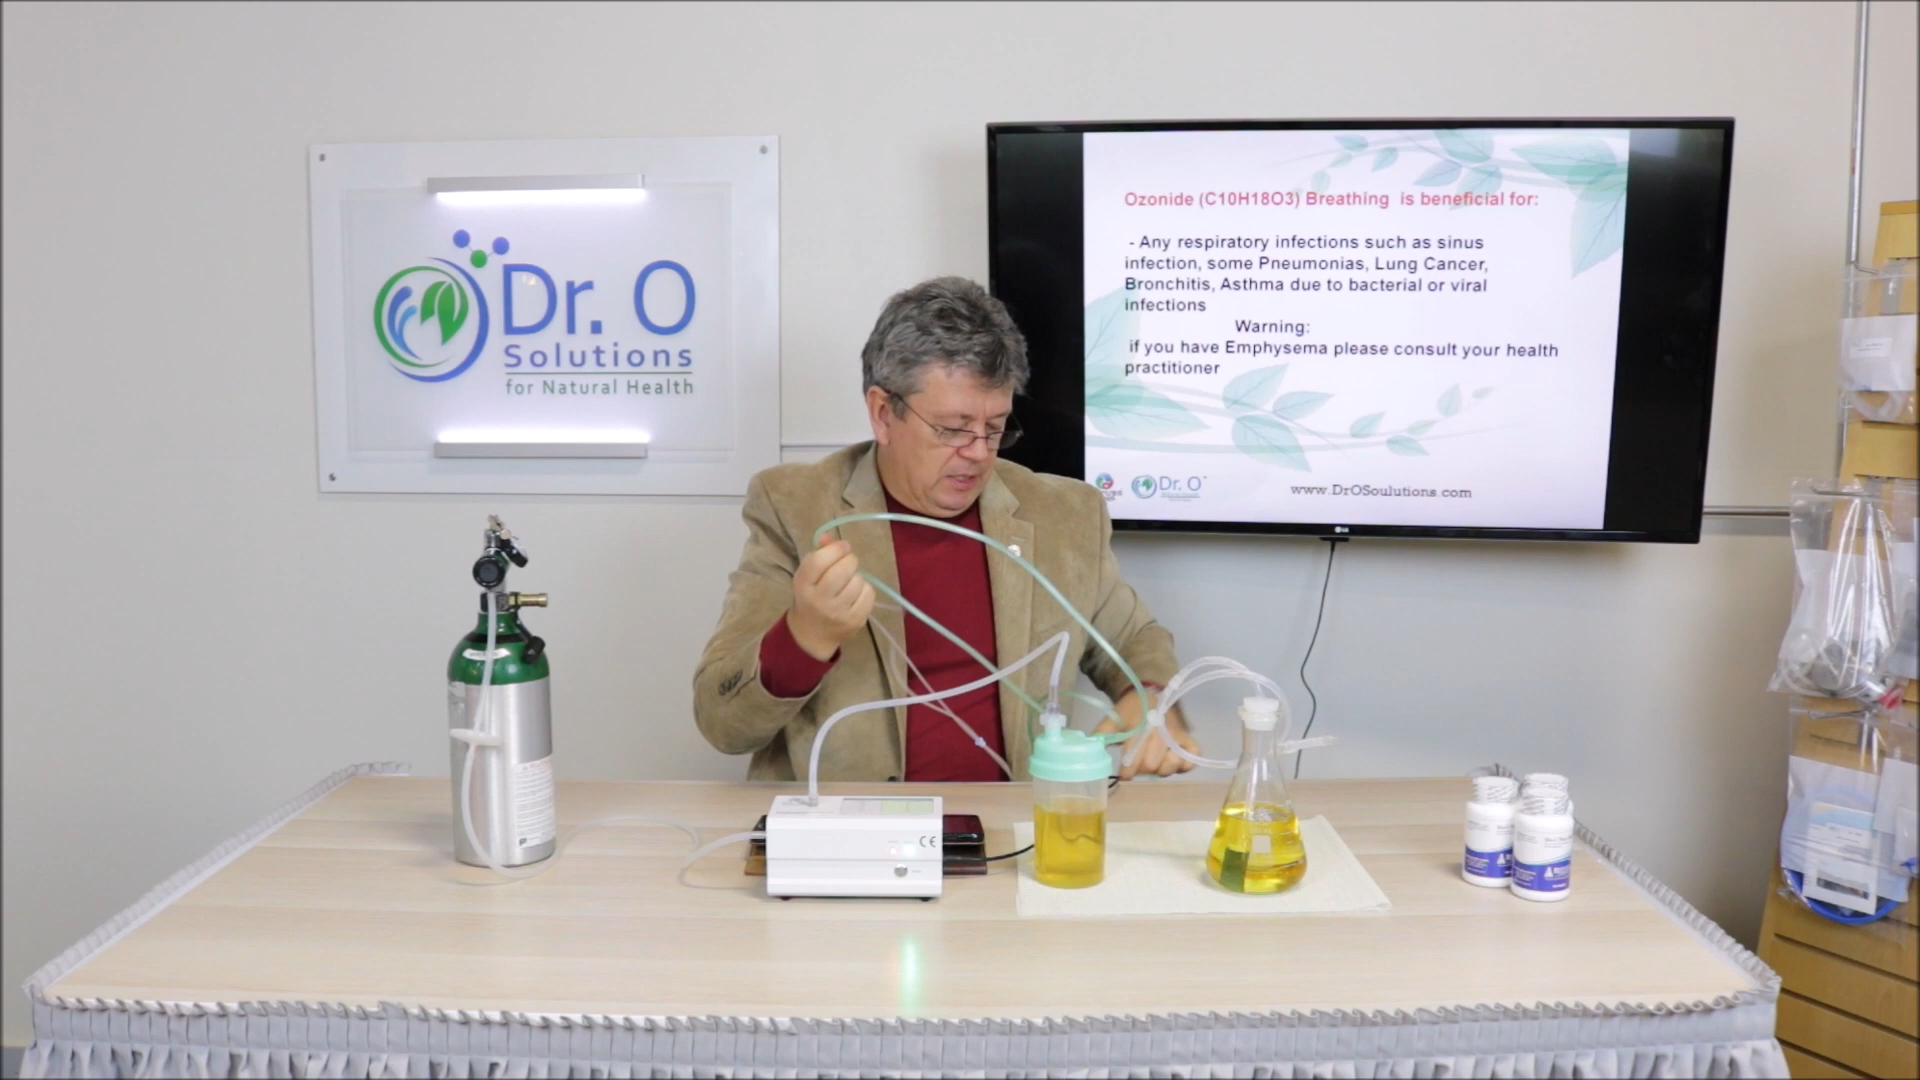 Dr. O
Solutions
for Natural Health
Ozonide (C10H18O3) Breathing is beneficial for:
- Any respiratory infections such as sinus
infection, some Pneumonias, Lung Cancer,
Bronchitis, Asthma due to bacterial or viral
infections
Warning:
if you have Emphysema please consult your health
practitioner
Dr. O
www.DrOSoulutions.com
LG
CE